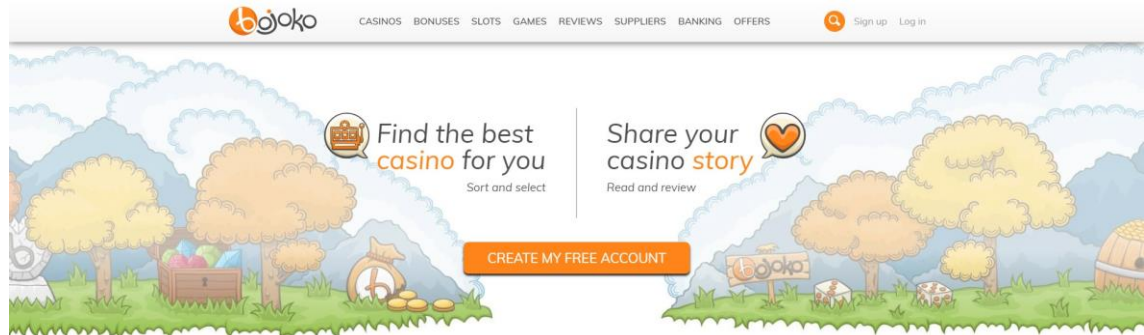 bojoko CASINOS BONUSES SLOTS GAMES REVIEWS SUPPLIERS BANKING OFFERS Sign up Log in
Find the best
casino for you
Sort and select
Share your
casino story
Read and review
CREATE MY FREE ACCOUNT
b
bojoko